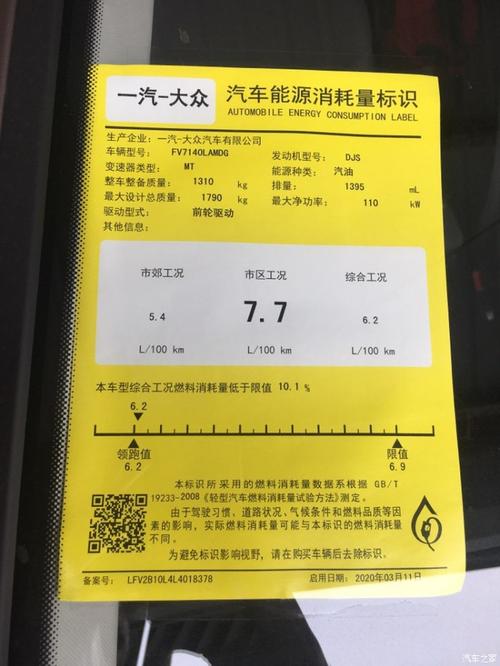 一汽-大众
汽车能源消耗量标识
AUTOMOBILE ENERGY CONSUMPTION LABEL
生产企业：一汽-大众汽车有限公司
车辆型号： FV7140LAMDG 发动机型号： DJS
变速器类型： MT 能源种类：汽油
整车整备质量： 1310 kg 排量： 1395 mL
最大设计总质量： 1790 kg 最大净功率： 110 kW
驱动型式： 前轮驱动
其他信息：
市郊工况 市区工况 综合工况
5.4 7.7 6.2
L/100 km L/100 km L/100 km
本车型综合工况燃料消耗量低于限值 10.1 %
6.2
领跑值 限值
6.2 6.9
本标识所采用的燃料消耗量数据系根据 GB/T
19233-2008《轻型汽车燃料消耗量试验方法》测定。
由于驾驶习惯、道路状况、气候条件和燃料品质等因
素的影响，实际燃料消耗量可能与本标识的燃料消耗量
不同。
为避免标识影响视野，请在购买车辆后去除标识。
备案号： LFV2B10L4L4018378 启用日期：2020年03月11日
汽车之家